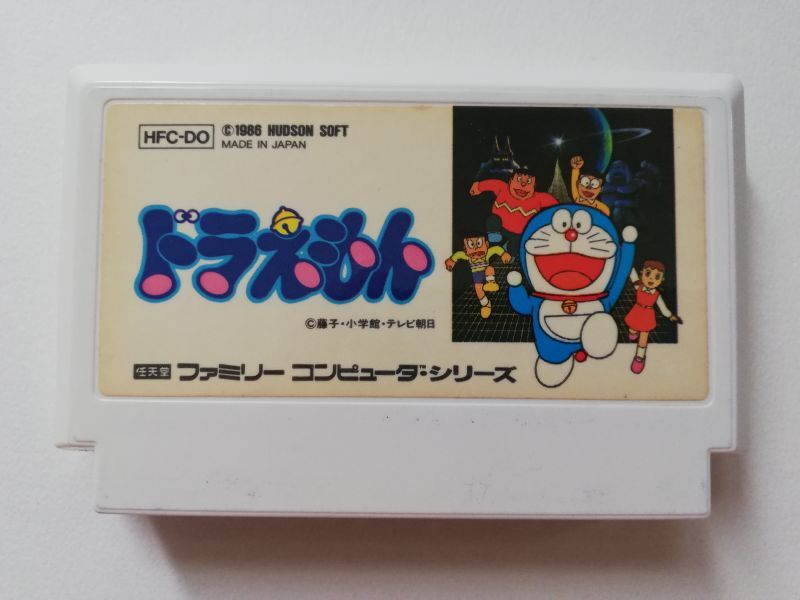 HFC-DO ©1986 HUDSON SOFT
MADE IN JAPAN
ドラえもん
©藤子・小学館・テレビ朝日
任天堂 ファミリー コンピュータ・シリーズ